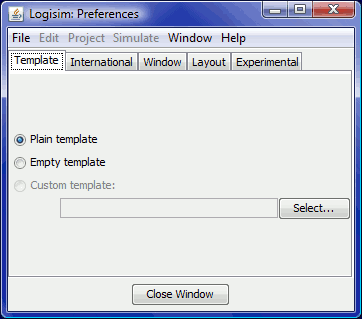 Logisim: Preferences
File Edit Project Simulate Window Help
Template International Window Layout Experimental
Plain template
Empty template
Custom template:
Select...
Close Window